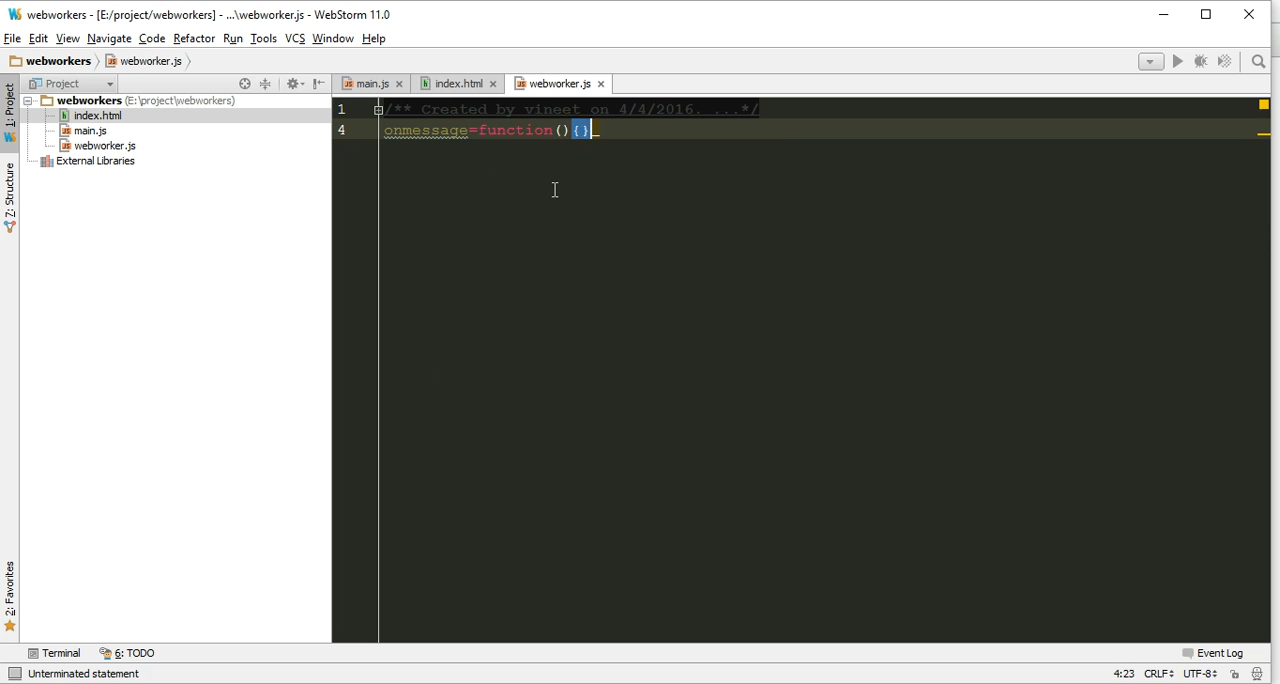 webworkers - [E:/project/webworkers] - ...\webworker.js - WebStorm 11.0
File Edit View Navigate Code Refactor Run Tools VCS Window Help
webworkers webworker.js
1: Project
Project
main.js index.html webworker.js
webworkers (E:\project\webworkers)
index.html
main.js
webworker.js
External Libraries
7: Structure
2: Favorites
1 /** Created by vineet on 4/4/2016. ...*/
4 onmessage=function(){}
Terminal 6: TODO Event Log
Unterminated statement 4:23 CRLF UTF-8